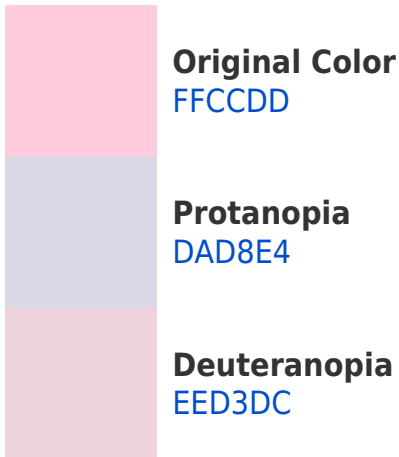 Original Color
FFCCDD
Protanopia
DAD8E4
Deuteranopia
EED3DC